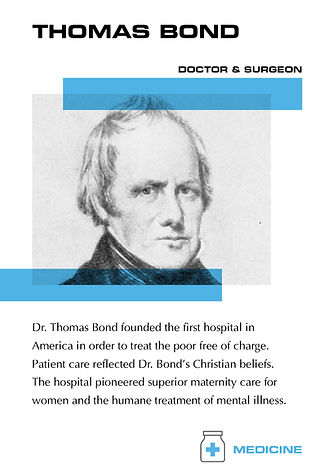 THOMAS BOND
DOCTOR & SURGEON
Dr. Thomas Bond founded the first hospital in
America in order to treat the poor free of charge.
Patient care reflected Dr. Bond's Christian beliefs.
The hospital pioneered superior maternity care for
women and the humane treatment of mental illness.
MEDICINE